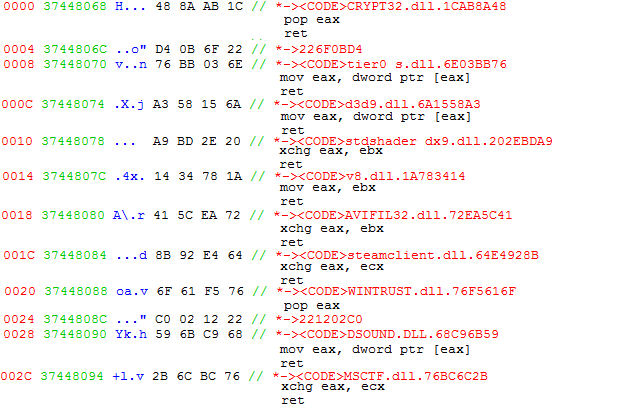 0000 37448068 H... 48 8A AB 1C // *-><CODE>CRYPT32.dll.1CAB8A48
pop eax
ret
0004 3744806C ..o" D4 0B 6F 22 // *->226F0BD4
0008 37448070 v..n 76 BB 03 6E // *-><CODE>tier0 s.dll.6E03BB76
mov eax, dword ptr [eax]
ret
000C 37448074 .X.j A3 58 15 6A // *-><CODE>d3d9.dll.6A1558A3
mov eax, dword ptr [eax]
ret
0010 37448078 ... A9 BD 2E 20 // *-><CODE>stdshader dx9.dll.202EBDA9
xchg eax, ebx
ret
0014 3744807C .4x. 14 34 78 1A // *-><CODE>v8.dll.1A783414
mov eax, ebx
ret
0018 37448080 A\.r 41 5C EA 72 // *-><CODE>AVIFIL32.dll.72EA5C41
xchg eax, ebx
ret
001C 37448084 ...d 8B 92 E4 64 // *-><CODE>steamclient.dll.64E4928B
xchg eax, ecx
ret
0020 37448088 oa.v 6F 61 F5 76 // *-><CODE>WINTRUST.dll.76F5616F
pop eax
0024 3744808C ..." C0 02 12 22 // *->221202C0
0028 37448090 Yk.h 59 6B C9 68 // *-><CODE>DSOUND.DLL.68C96B59
mov eax, dword ptr [eax]
ret
002C 37448094 +l.v 2B 6C BC 76 // *-><CODE>MSCTF.dll.76BC6C2B
xchg eax, ecx
ret